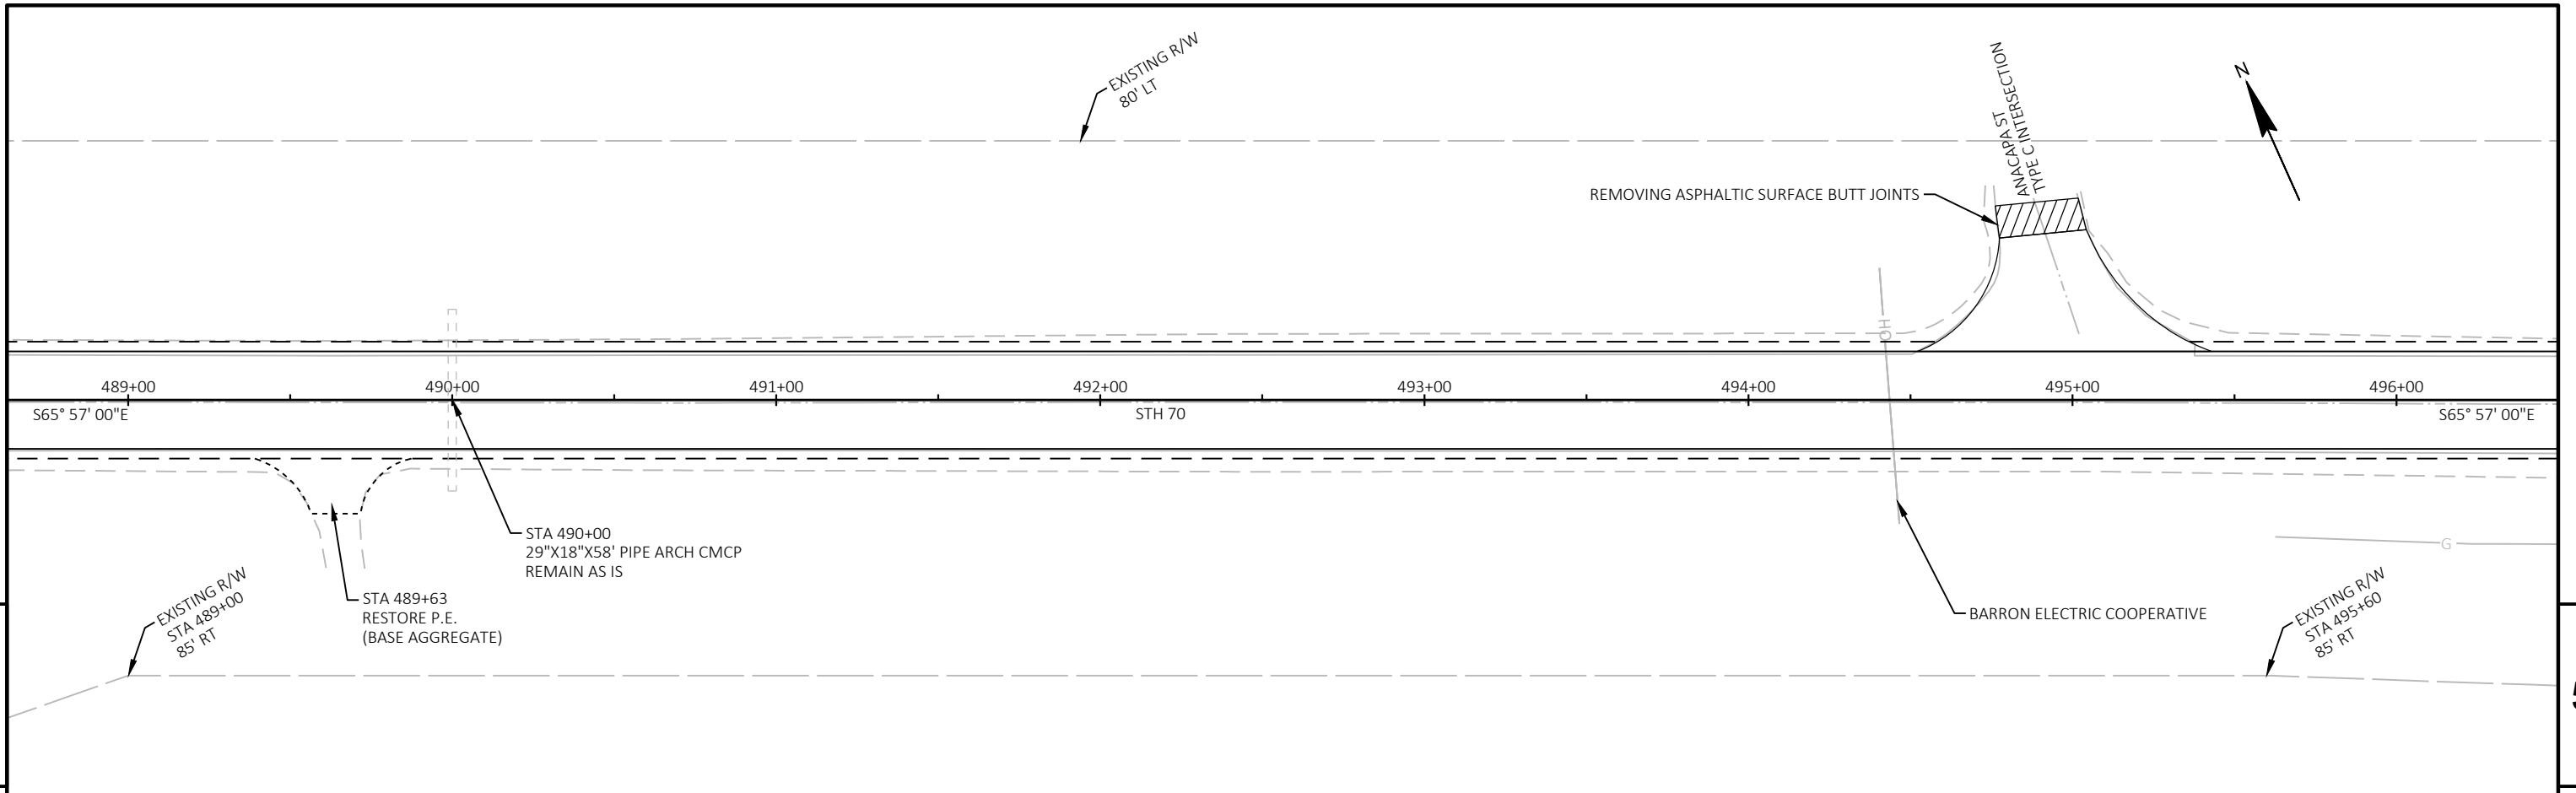 EXISTING R/W
80' LT
ANACAPA ST
TYPE C INTERSECTION
N
REMOVING ASPHALTIC SURFACE BUTT JOINTS
OH
489+00
490+00
491+00
492+00
493+00
494+00
495+00
496+00
S65° 57' 00"E
STH 70
S65° 57' 00"E
STA 490+00
29"X18"X58' PIPE ARCH CMCP
REMAIN AS IS
G
EXISTING R/W
STA 489+00
85' RT
STA 489+63
RESTORE P.E.
(BASE AGGREGATE)
BARRON ELECTRIC COOPERATIVE
EXISTING R/W
STA 495+60
85' RT